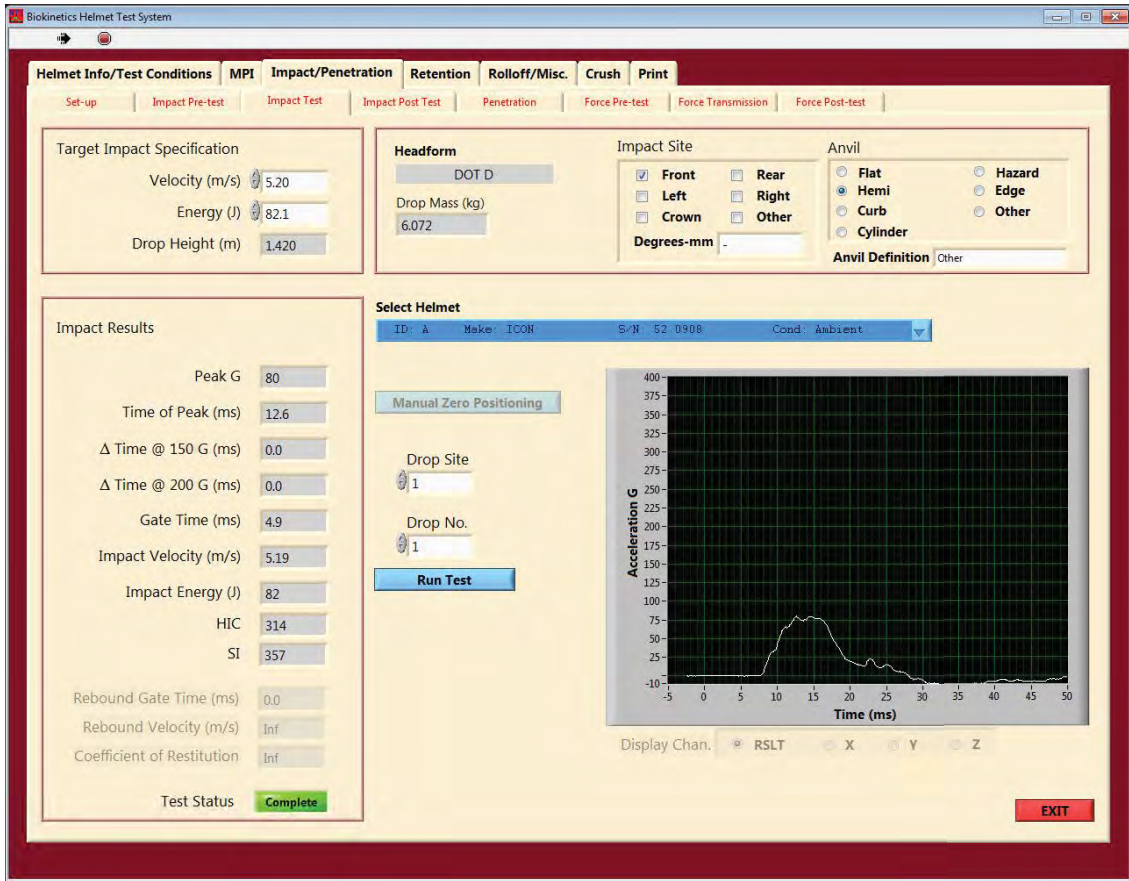 Biokinetics Helmet Test System
Helmet Info/Test Conditions MPI Impact/Penetration Retention Rolloff/Misc. Crush Print
Set-up Impact Pre-test Impact Test Impact Post Test Penetration Force Pre-test Force Transmission Force Post-test
Target Impact Specification
Velocity (m/s) 5.20
Energy (J) 82.1
Drop Height (m) 1.420
Headform
DOT D
Drop Mass (kg)
6.072
Impact Site
Front Rear
Left Right
Crown Other
Degrees-mm -
Anvil
Flat Hazard
Hemi Edge
Curb Other
Cylinder
Anvil Definition Other
Impact Results
Peak G 80
Time of Peak (ms) 12.6
Δ Time @ 150 G (ms) 0.0
Δ Time @ 200 G (ms) 0.0
Gate Time (ms) 4.9
Impact Velocity (m/s) 5.19
Impact Energy (J) 82
HIC 314
SI 357
Rebound Gate Time (ms) 0.0
Rebound Velocity (m/s) Inf
Coefficient of Restitution Inf
Test Status Complete
Select Helmet
ID: A Make: ICON S/N: 52 0908 Cond: Ambient
Manual Zero Positioning
Drop Site
1
Drop No.
1
Run Test
Acceleration G
400
375
350
325
300
275
250
225
200
175
150
125
100
75
50
25
-10
-5 0 5 10 15 20 25 30 35 40 45 50
Time (ms)
Display Chan. RSLT X Y Z
EXIT